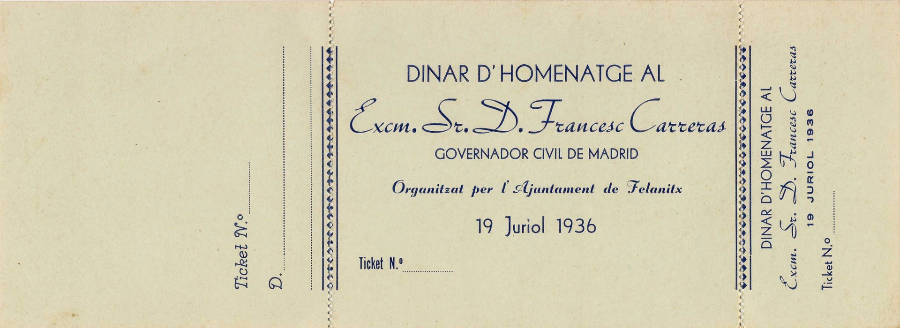 Ticket N.º
D.
DINAR D'HOMENATGE AL
Excm. Sr. D. Francesc Carreras
GOVERNADOR CIVIL DE MADRID
Organitzat per l'Ajuntament de Felanitx
19 Juriol 1936
Ticket N.º
DINAR D'HOMENATGE AL
Excm. Sr. D. Francesc Carreras
19 JURIOL 1936
Ticket N.º